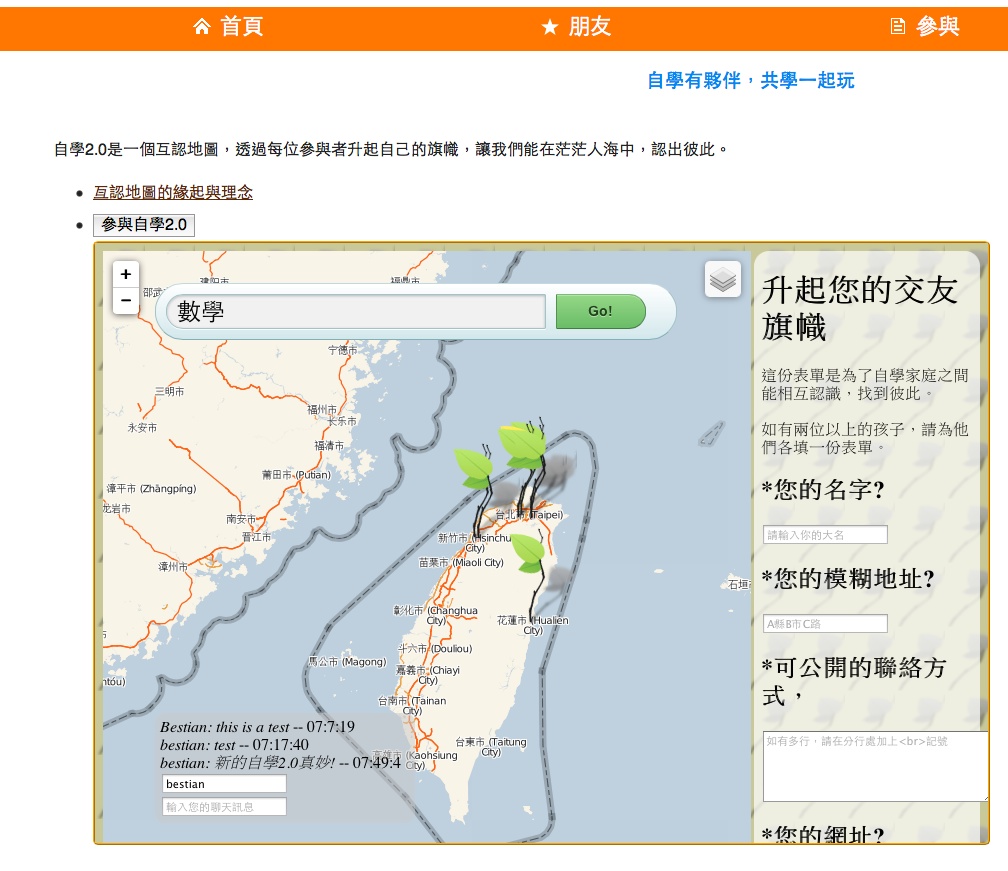 首頁
朋友
參與
自學有夥伴，共學一起玩
自學2.0是一個互認地圖，透過每位參與者升起自己的旗幟，讓我們能在茫茫人海中，認出彼此。
互認地圖的緣起與理念
參與自學2.0
+
−
數學
Go!
宁德市
三明市
永安市
福州市
长乐市
福清市
莆田市 (Putian)
漳平市 (Zhāngpíng)
龙岩市
南安市
晋江市
漳州市
台北市 (Taipei)
新竹市 (Hsinchu
City)
苗栗市 (Miaoli City)
石垣
彰化市 (Changhua
City)
花蓮市 (Hualien
City)
斗六市 (Douliou)
馬公市 (Magong)
嘉義市 (Chiayi
City)
台南市 (Tainan
City)
台東市 (Taitung
City)
高雄市 (Kaohsiung
City)
Bestian: this is a test -- 07:7:19
bestian: test -- 07:17:40
bestian: 新的自學2.0真妙! -- 07:49:4
bestian
輸入您的聊天訊息
升起您的交友
旗幟
這份表單是為了自學家庭之間
能相互認識，找到彼此。
如有兩位以上的孩子，請為他
們各填一份表單。
*您的名字?
請輸入你的大名
*您的模糊地址?
A縣B市C路
*可公開的聯絡方
式，
如有多行，請在分行處加上<br>記號
*您的網址?